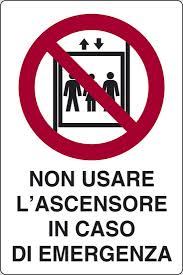 NON USARE
L'ASCENSORE
IN CASO
DI EMERGENZA